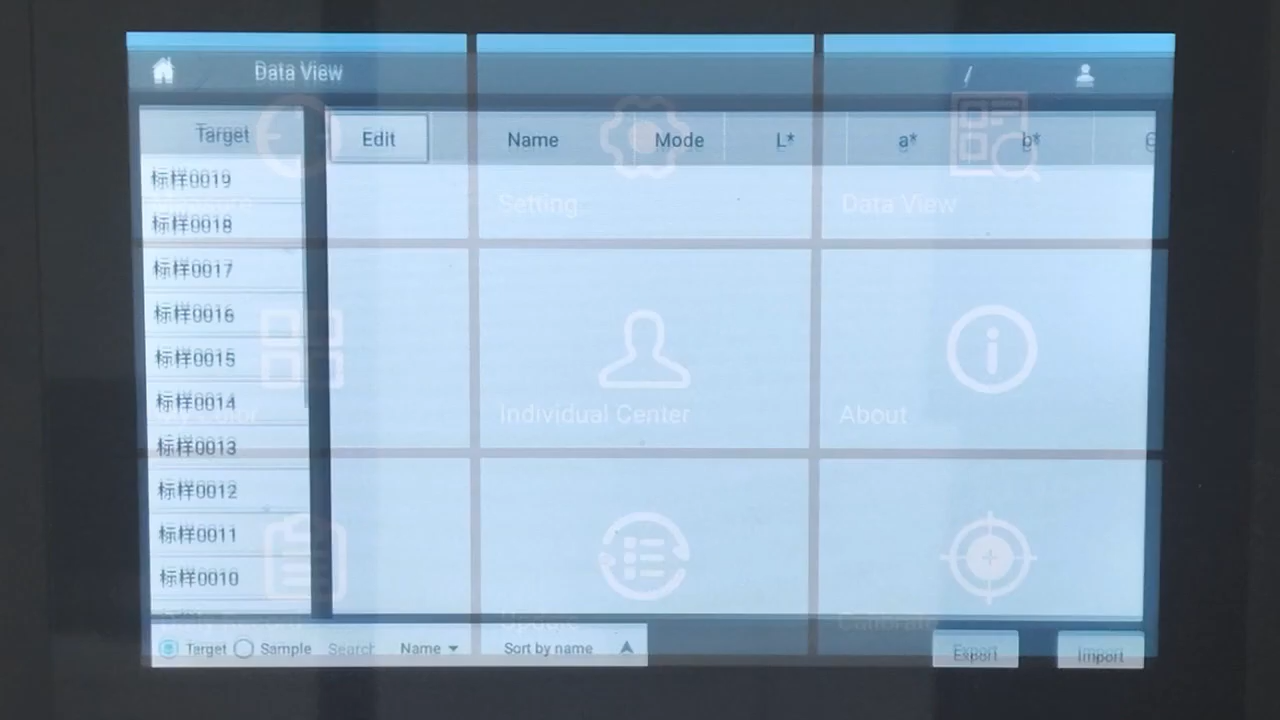 Data View /
Target Edit Name Mode L* a* b*
标样0019
Setting Data View
标样0018
标样0017
标样0016
标样0015
标样0014
Individual Center About
标样0013
标样0012
标样0011
标样0010
Update Calibrate
Target Sample Search Name Sort by name Export Import